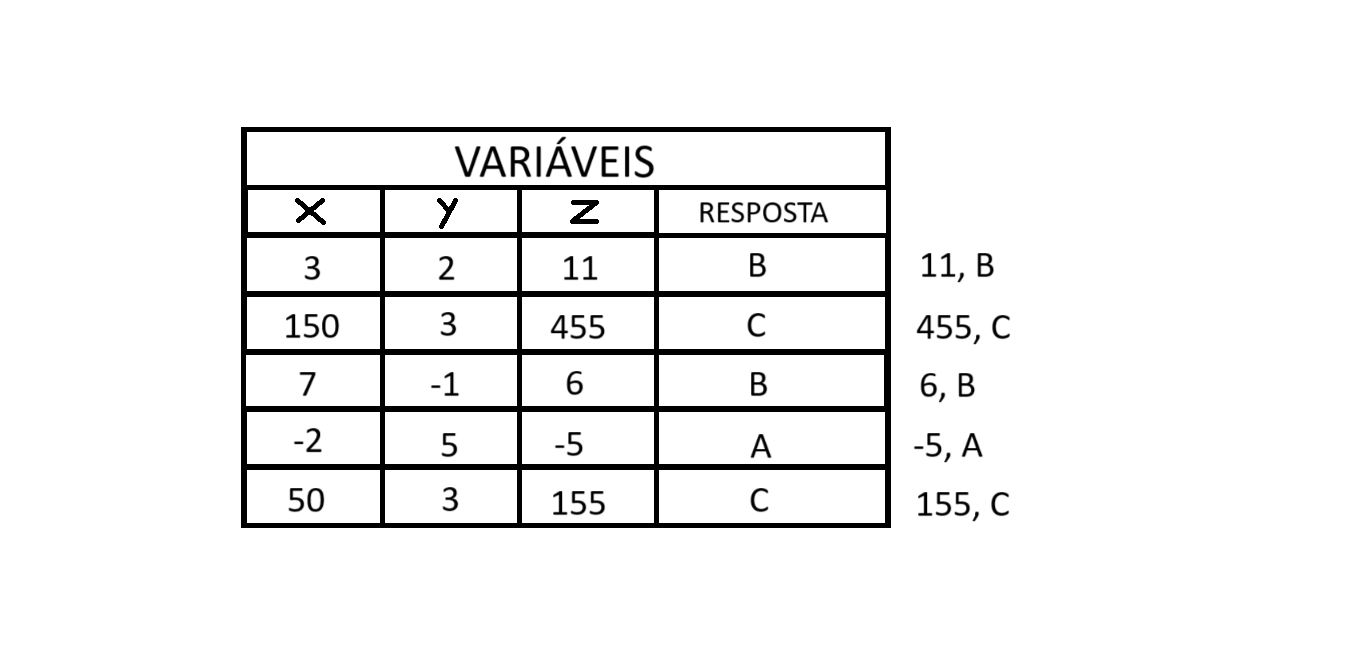 VARIÁVEIS
x y z RESPOSTA
3 2 11 B 11, B
150 3 455 C 455, C
7 -1 6 B 6, B
-2 5 -5 A -5, A
50 3 155 C 155, C